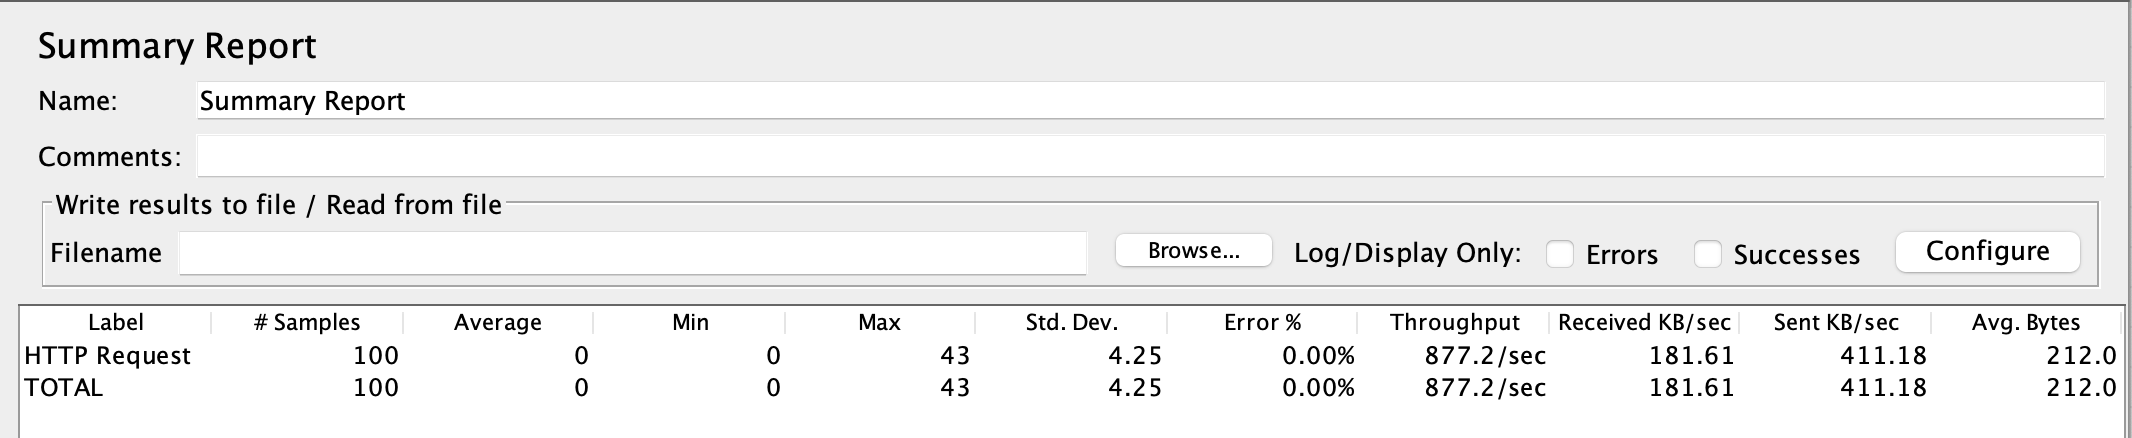 Summary Report
Name: Summary Report
Comments:
Write results to file / Read from file
Filename Browse... Log/Display Only: Errors Successes Configure
Label # Samples Average Min Max Std. Dev. Error % Throughput Received KB/sec Sent KB/sec Avg. Bytes
HTTP Request 100 0 0 43 4.25 0.00% 877.2/sec 181.61 411.18 212.0
TOTAL 100 0 0 43 4.25 0.00% 877.2/sec 181.61 411.18 212.0